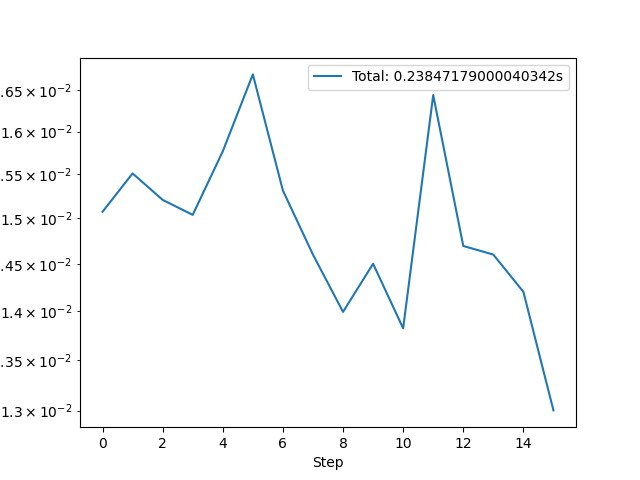 Total: 0.23847179000040342s
.65 × 10⁻²
1.6 × 10⁻²
.55 × 10⁻²
1.5 × 10⁻²
.45 × 10⁻²
1.4 × 10⁻²
.35 × 10⁻²
1.3 × 10⁻²
0 2 4 6 8 10 12 14
Step